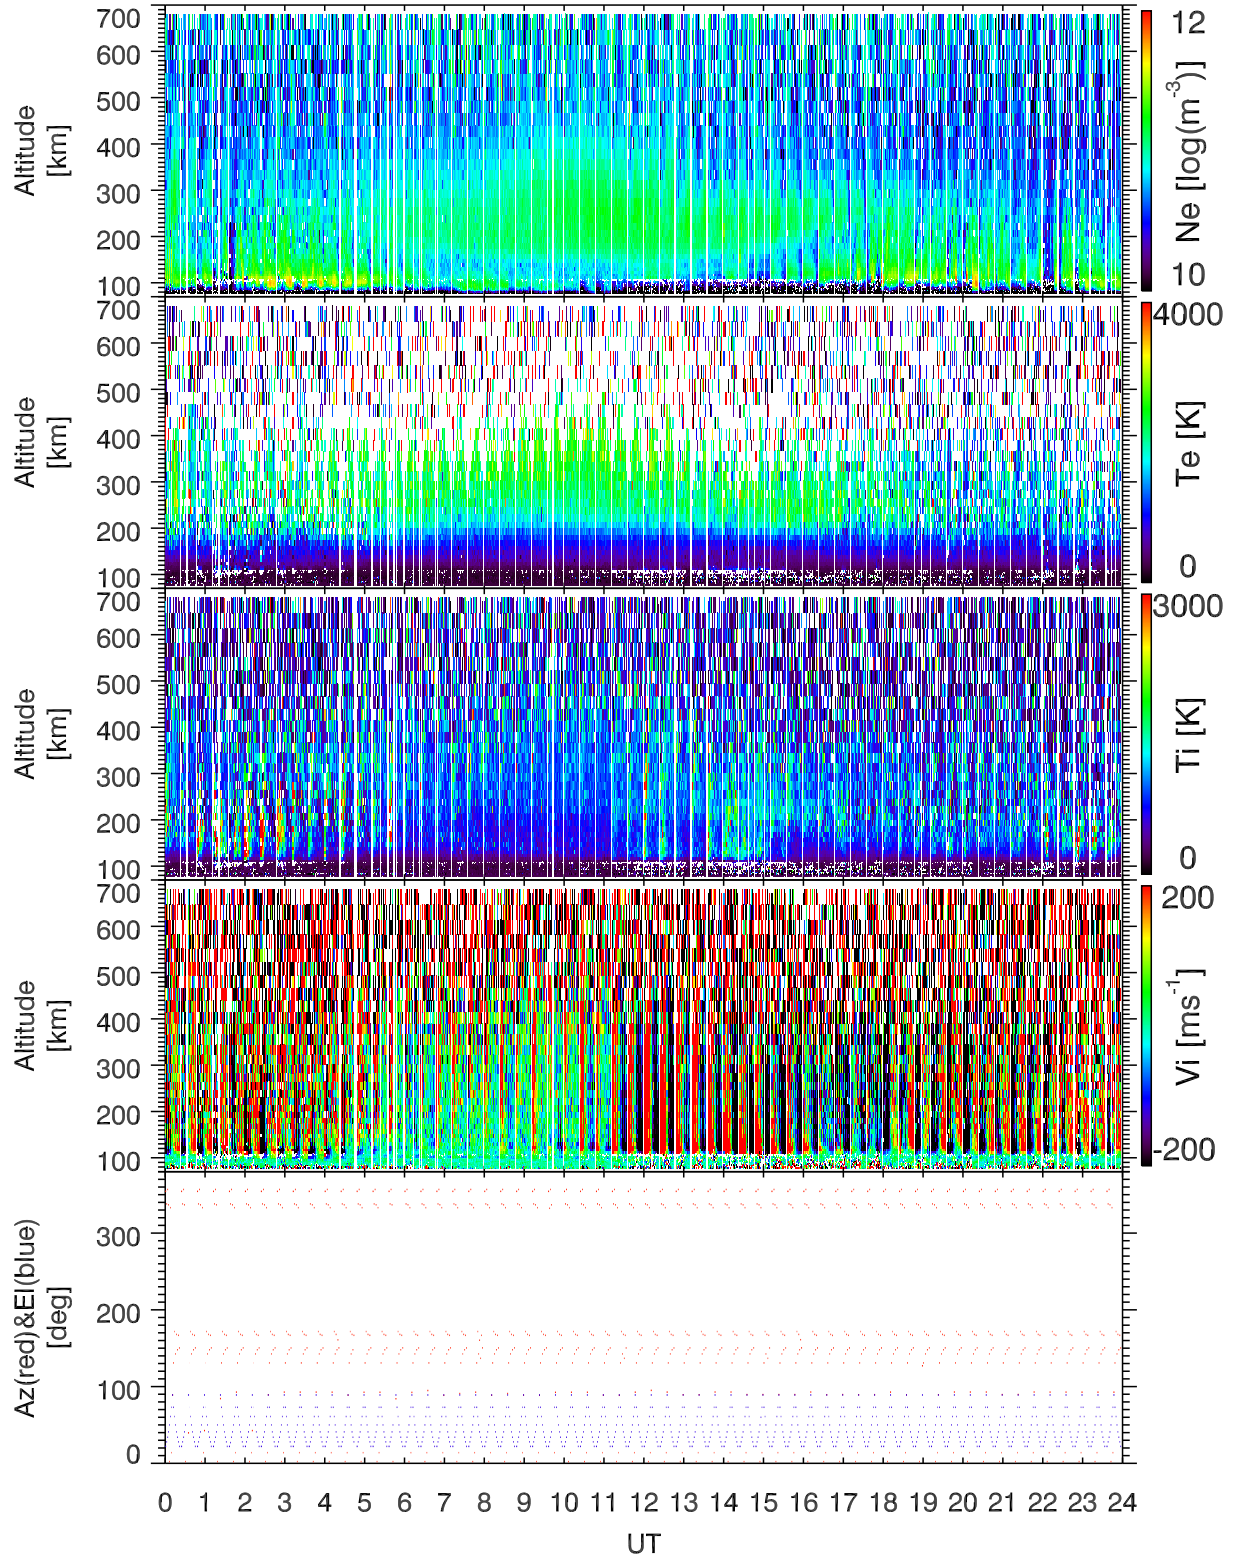 700
600
500
400
300
200
100
Altitude
[km]
12
10
Ne [log(m⁻³)]
700
600
500
400
300
200
100
Altitude
[km]
4000
0
Te [K]
700
600
500
400
300
200
100
Altitude
[km]
3000
0
Ti [K]
700
600
500
400
300
200
100
Altitude
[km]
200
-200
Vi [ms⁻¹]
300
200
100
0
Az(red)&El(blue)
[deg]
0 1 2 3 4 5 6 7 8 9 10 11 12 13 14 15 16 17 18 19 20 21 22 23 24
UT